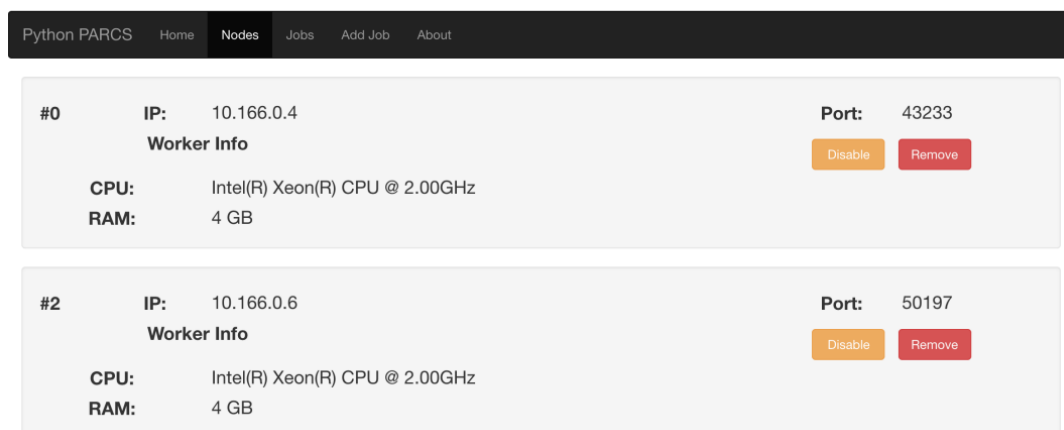 Python PARCS Home Nodes Jobs Add Job About
#0 IP: 10.166.0.4 Port: 43233
Worker Info Disable Remove
CPU: Intel(R) Xeon(R) CPU @ 2.00GHz
RAM: 4 GB
#2 IP: 10.166.0.6 Port: 50197
Worker Info Disable Remove
CPU: Intel(R) Xeon(R) CPU @ 2.00GHz
RAM: 4 GB